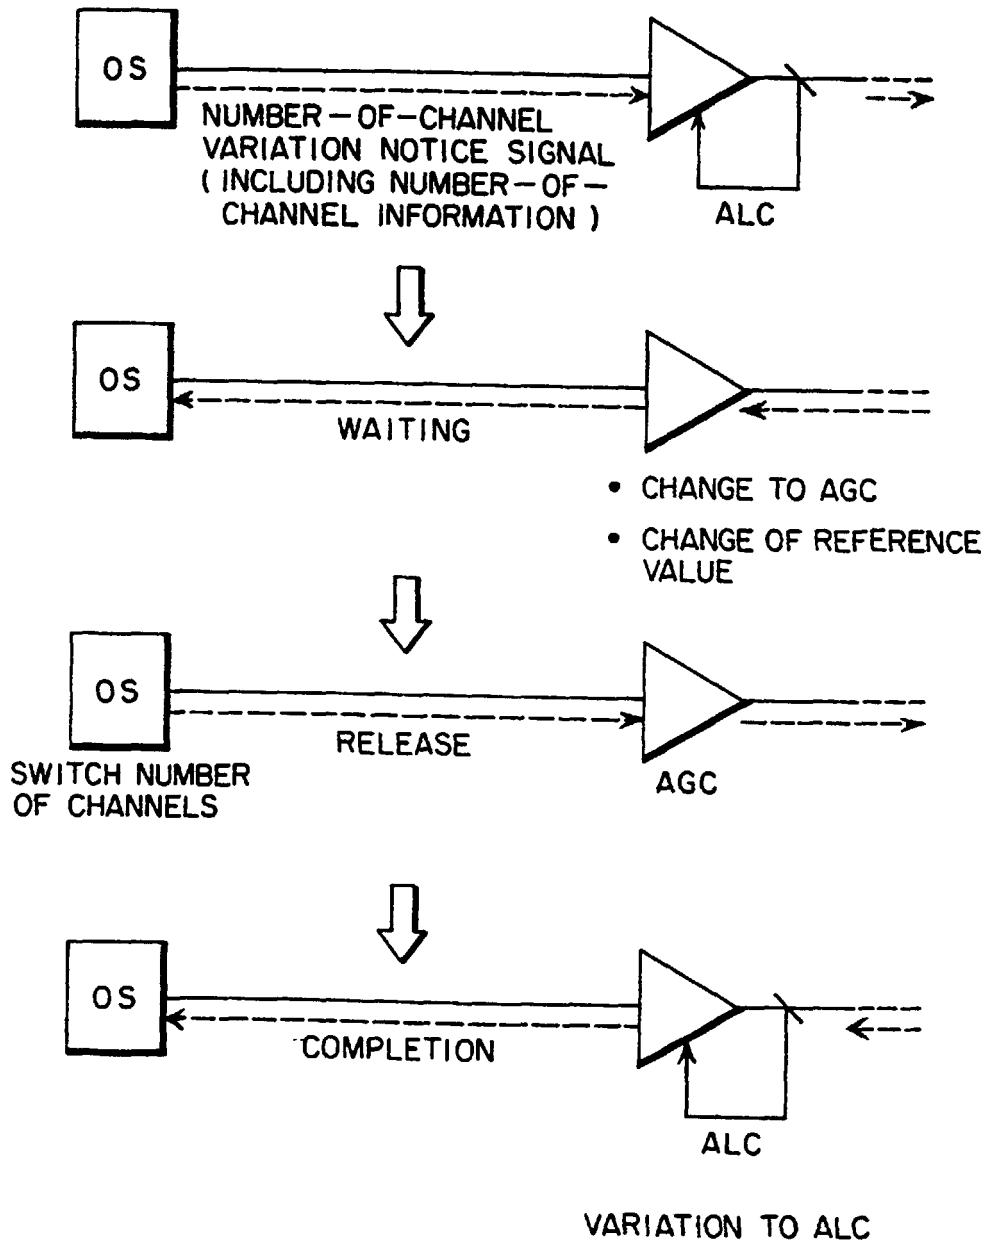 OS
NUMBER-OF-CHANNEL
VARIATION NOTICE SIGNAL
(INCLUDING NUMBER-OF-
CHANNEL INFORMATION)
ALC
OS
WAITING
• CHANGE TO AGC
• CHANGE OF REFERENCE
VALUE
OS
RELEASE
SWITCH NUMBER
OF CHANNELS
AGC
OS
COMPLETION
ALC
VARIATION TO ALC